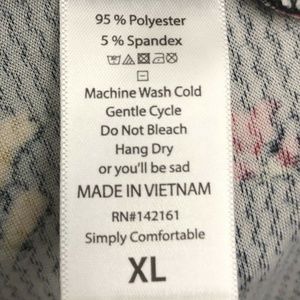 95 % Polyester
5 % Spandex
Machine Wash Cold
Gentle Cycle
Do Not Bleach
Hang Dry
or you'll be sad
MADE IN VIETNAM
RN#142161
Simply Comfortable
XL